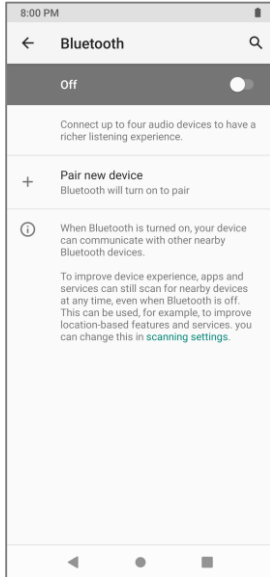 8:00 PM
Bluetooth
Off
Connect up to four audio devices to have a
richer listening experience.
Pair new device
Bluetooth will turn on to pair
When Bluetooth is turned on, your device
can communicate with other nearby
Bluetooth devices.
To improve device experience, apps and
services can still scan for nearby devices
at any time, even when Bluetooth is off.
This can be used, for example, to improve
location-based features and services. you
can change this in scanning settings.